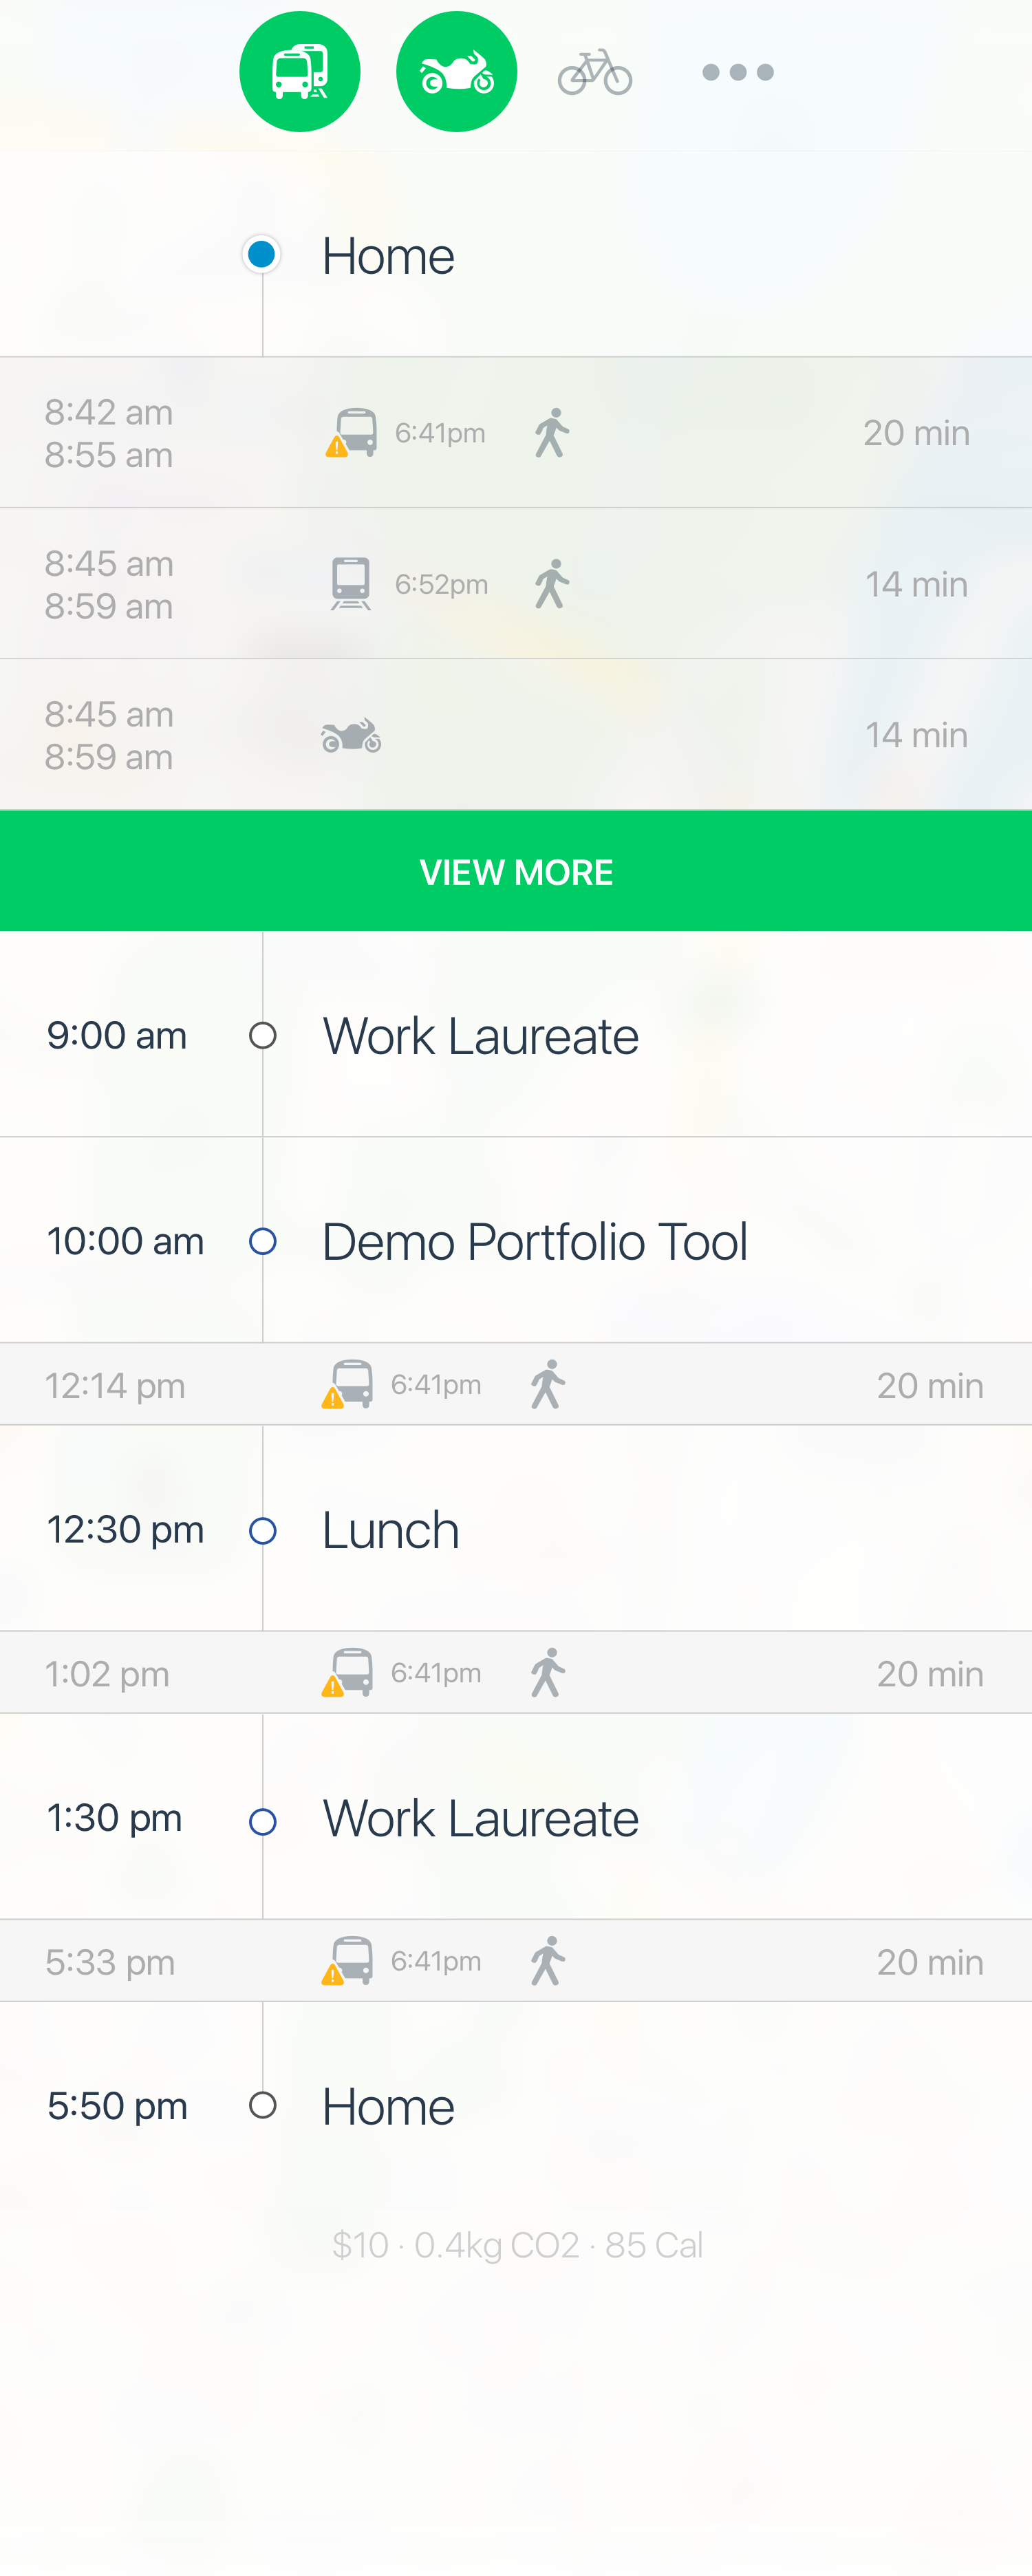 Home
8:42 am
8:55 am
6:41pm
20 min
8:45 am
8:59 am
6:52pm
14 min
8:45 am
8:59 am
14 min
VIEW MORE
9:00 am Work Laureate
10:00 am Demo Portfolio Tool
12:14 pm 6:41pm 20 min
12:30 pm Lunch
1:02 pm 6:41pm 20 min
1:30 pm Work Laureate
5:33 pm 6:41pm 20 min
5:50 pm Home
$10 · 0.4kg CO2 · 85 Cal